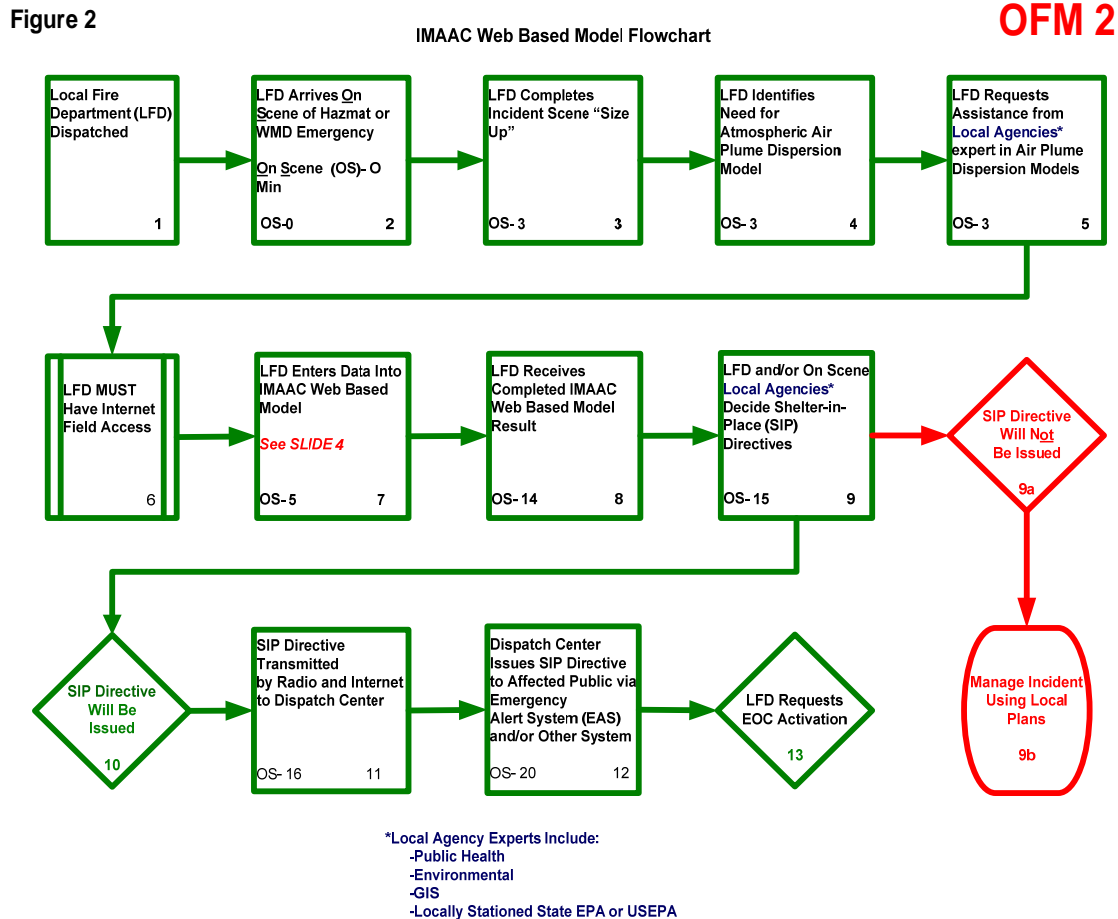 Figure 2
OFM 2
IMAAC Web Based Model Flowchart
Local Fire
Department (LFD)
Dispatched
1
LFD Arrives On
Scene of Hazmat or
WMD Emergency
On Scene (OS)- O
Min
OS-0 2
LFD Completes
Incident Scene “Size
Up”
OS- 3 3
LFD Identifies
Need for
Atmospheric Air
Plume Dispersion
Model
OS- 3 4
LFD Requests
Assistance from
Local Agencies*
expert in Air Plume
Dispersion Models
OS- 3 5
LFD MUST
Have Internet
Field Access
6
LFD Enters Data Into
IMAAC Web Based
Model
See SLIDE 4
OS- 5 7
LFD Receives
Completed IMAAC
Web Based Model
Result
OS- 14 8
LFD and/or On Scene
Local Agencies*
Decide Shelter-in-
Place (SIP)
Directives
OS- 15 9
SIP Directive
Will Not
Be Issued
9a
SIP Directive
Will Be
Issued
10
SIP Directive
Transmitted
by Radio and Internet
to Dispatch Center
OS- 16 11
Dispatch Center
Issues SIP Directive
to Affected Public via
Emergency
Alert System (EAS)
and/or Other System
OS- 20 12
LFD Requests
EOC Activation
13
Manage Incident
Using Local
Plans
9b
*Local Agency Experts Include:
-Public Health
-Environmental
-GIS
-Locally Stationed State EPA or USEPA